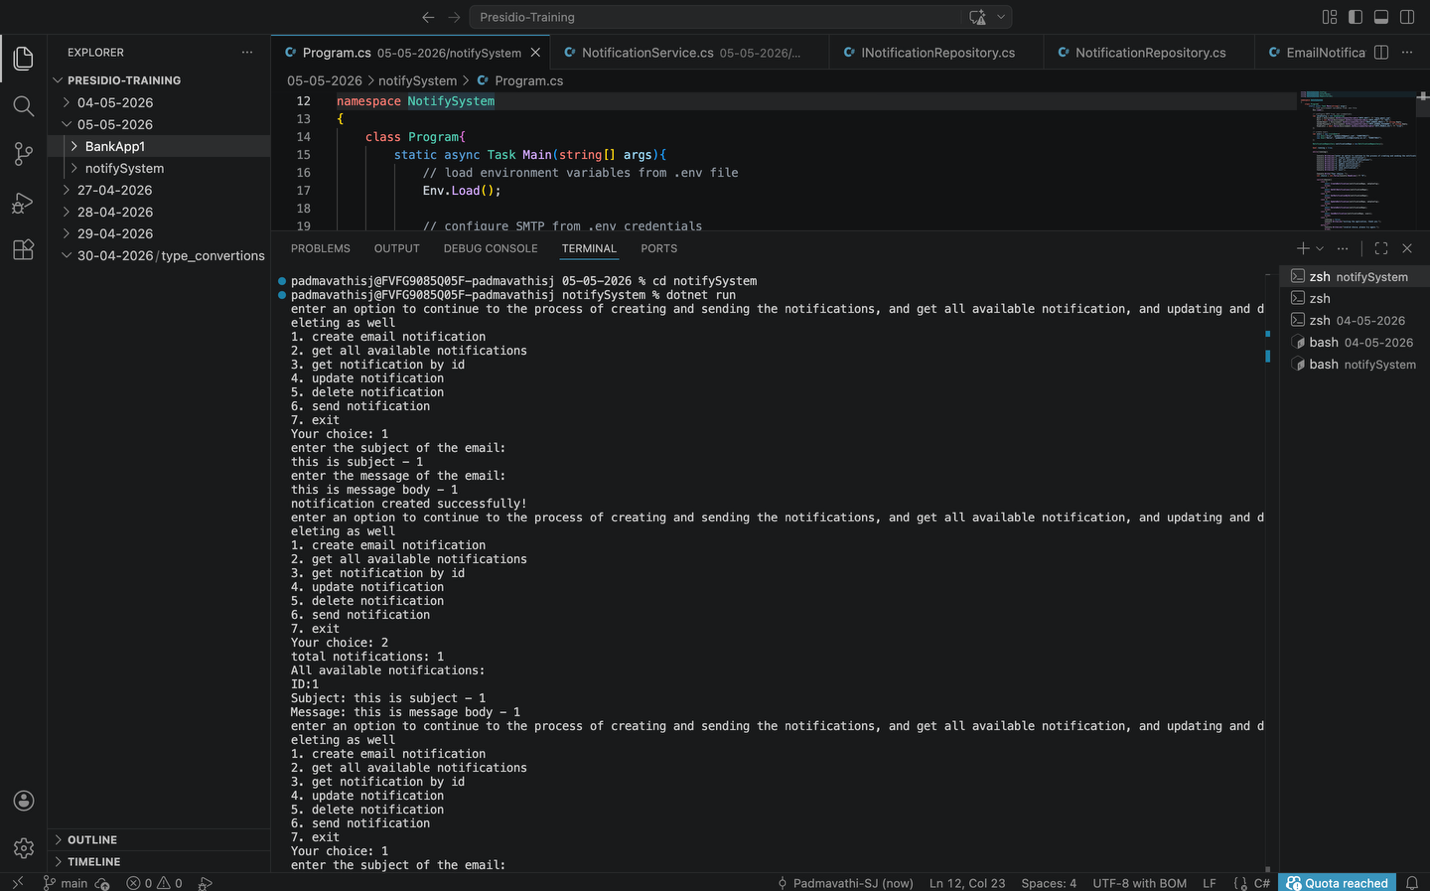 Presidio-Training
EXPLORER
PRESIDIO-TRAINING
04-05-2026
05-05-2026
BankApp1
notifySystem
27-04-2026
28-04-2026
29-04-2026
30-04-2026/type_convertions
OUTLINE
TIMELINE
Program.cs 05-05-2026/notifySystem
NotificationService.cs 05-05-2026/...
INotificationRepository.cs
NotificationRepository.cs
EmailNotifica
05-05-2026 > notifySystem > Program.cs
12 namespace NotifySystem
13 {
14 class Program{
15 static async Task Main(string[] args){
16 // load environment variables from .env file
17 Env.Load();
18
19 // configure SMTP from .env credentials
PROBLEMS OUTPUT DEBUG CONSOLE TERMINAL PORTS
padmavathisj@FVFG9085Q05F-padmavathisj 05-05-2026 % cd notifySystem
padmavathisj@FVFG9085Q05F-padmavathisj notifySystem % dotnet run
enter an option to continue to the process of creating and sending the notifications, and get all available notification, and updating and d
eleting as well
1. create email notification
2. get all available notifications
3. get notification by id
4. update notification
5. delete notification
6. send notification
7. exit
Your choice: 1
enter the subject of the email:
this is subject - 1
enter the message of the email:
this is message body - 1
notification created successfully!
enter an option to continue to the process of creating and sending the notifications, and get all available notification, and updating and d
eleting as well
1. create email notification
2. get all available notifications
3. get notification by id
4. update notification
5. delete notification
6. send notification
7. exit
Your choice: 2
total notifications: 1
All available notifications:
ID:1
Subject: this is subject - 1
Message: this is message body - 1
enter an option to continue to the process of creating and sending the notifications, and get all available notification, and updating and d
eleting as well
1. create email notification
2. get all available notifications
3. get notification by id
4. update notification
5. delete notification
6. send notification
7. exit
Your choice: 1
enter the subject of the email:
zsh notifySystem
zsh
zsh 04-05-2026
bash 04-05-2026
bash notifySystem
main 0 0 Padmavathi-SJ (now) Ln 12, Col 23 Spaces: 4 UTF-8 with BOM LF {} C# Quota reached